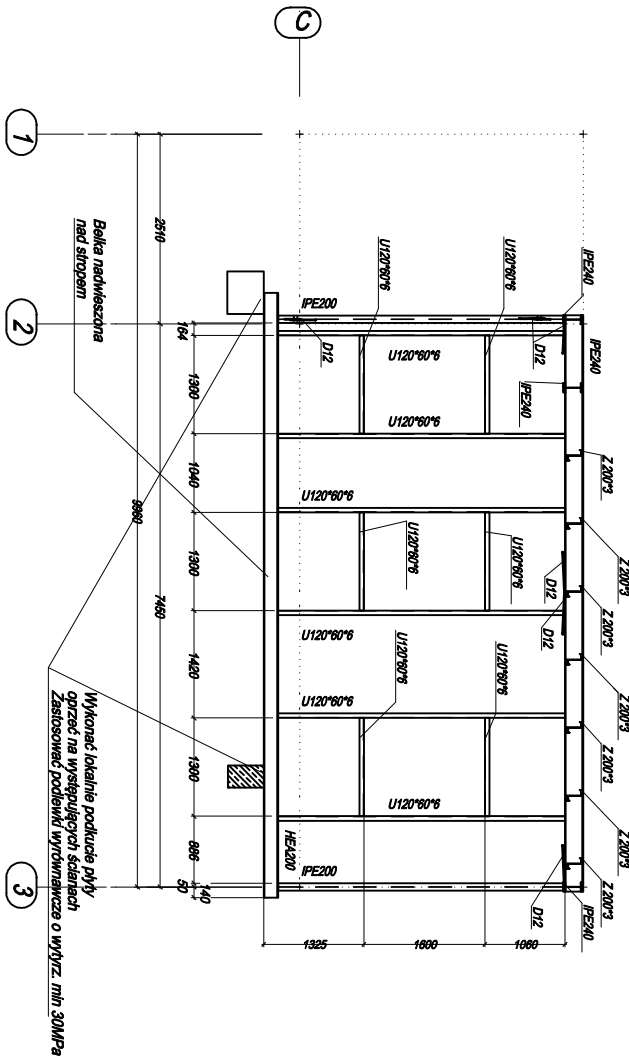 C
1
2
3
2510
9960
7450
164
1300
1040
1300
1420
1300
886
50
140
Belka nadwieszona
nad stropem
Wykonać lokalnie podkucie płyty
oprzeć na występujących ścianach
Zastosować podlewki wyrównawcze o wytyrz. min 30MPa
IPE200
U120*60*6
U120*60*6
IPE240
D12
D12
IPE240
IPE240
U120*60*6
U120*60*6
U120*60*6
U120*60*6
U120*60*6
D12
D12
U120*60*6
U120*60*6
U120*60*6
U120*60*6
U120*60*6
HEA200
IPE200
D12
IPE240
Z 200*3
Z 200*3
Z 200*3
Z 200*3
Z 200*3
Z 200*3
Z 200*3
1325
1600
1060